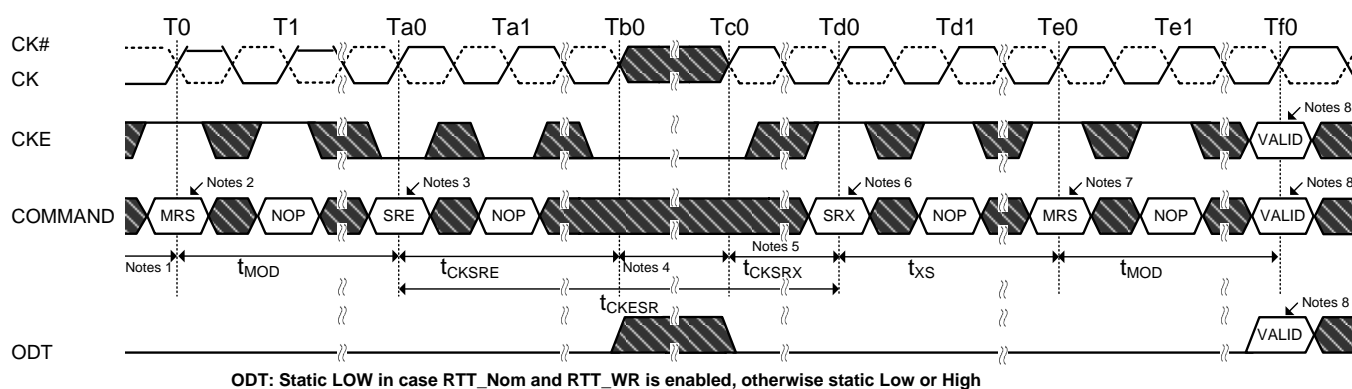 T0 T1 Ta0 Ta1 Tb0 Tc0 Td0 Td1 Te0 Te1 Tf0
CK#
CK
Notes 8
CKE VALID
Notes 2 Notes 3 Notes 6 Notes 7 Notes 8
COMMAND MRS NOP SRE NOP SRX NOP MRS NOP VALID
Notes 1 tMOD tCKSRE Notes 4 Notes 5 tCKSRX tXS tMOD
tCKESR
Notes 8
ODT VALID
ODT: Static LOW in case RTT_Nom and RTT_WR is enabled, otherwise static Low or High